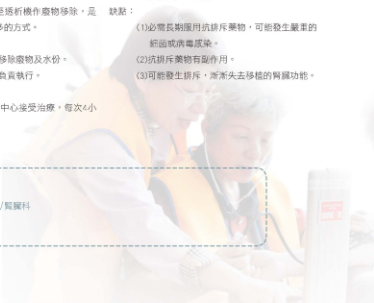 至透析機作廢物移除，是
多的方式。
移除廢物及水份。
負責執行。
中心接受治療，每次4小
缺點：
(1)必需長期服用抗排斥藥物，可能發生嚴重的
細菌或病毒感染。
(2)抗排斥藥物有副作用。
(3)可能發生排斥，漸漸失去移植的腎臟功能。
/腎臟科